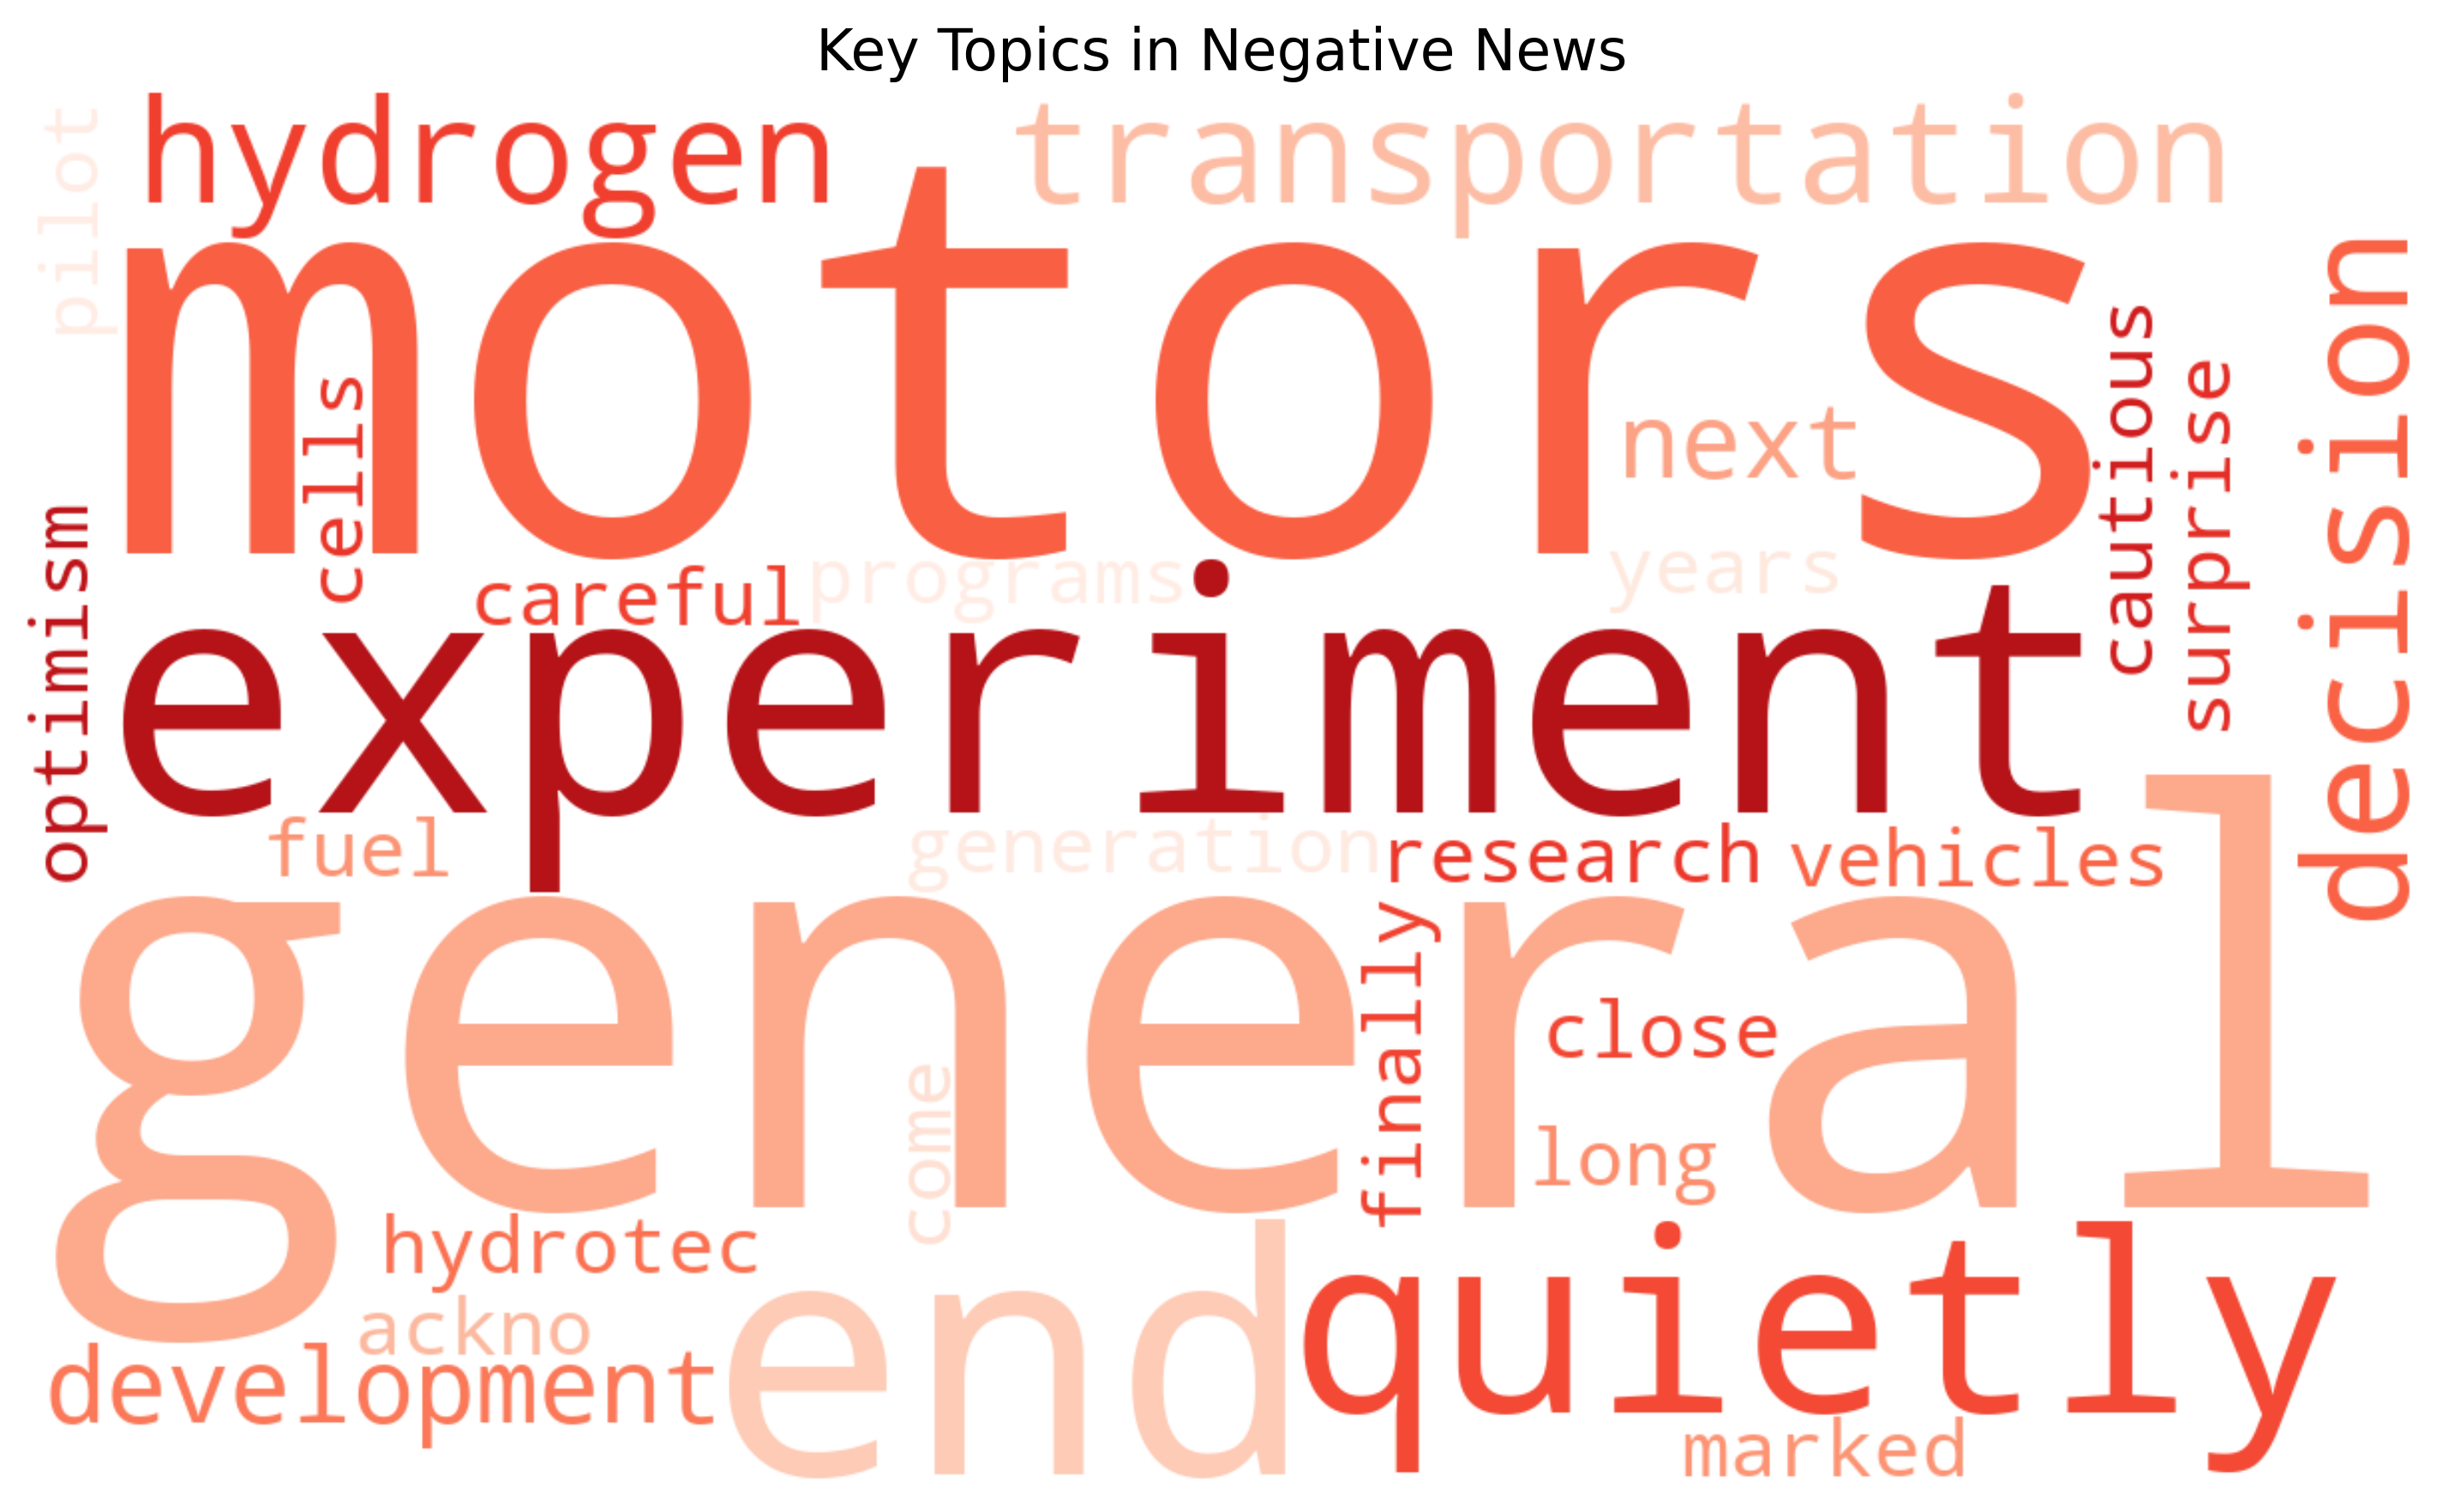 Key Topics in Negative News
pilot
hydrogen
transportation
motors
decision
cautious
surprise
cells
next
optimism
careful
programs
years
experiment
fuel
generation
research
vehicles
general
finally
close
come
long
hydrotec
ackno
end
quietly
development
marked